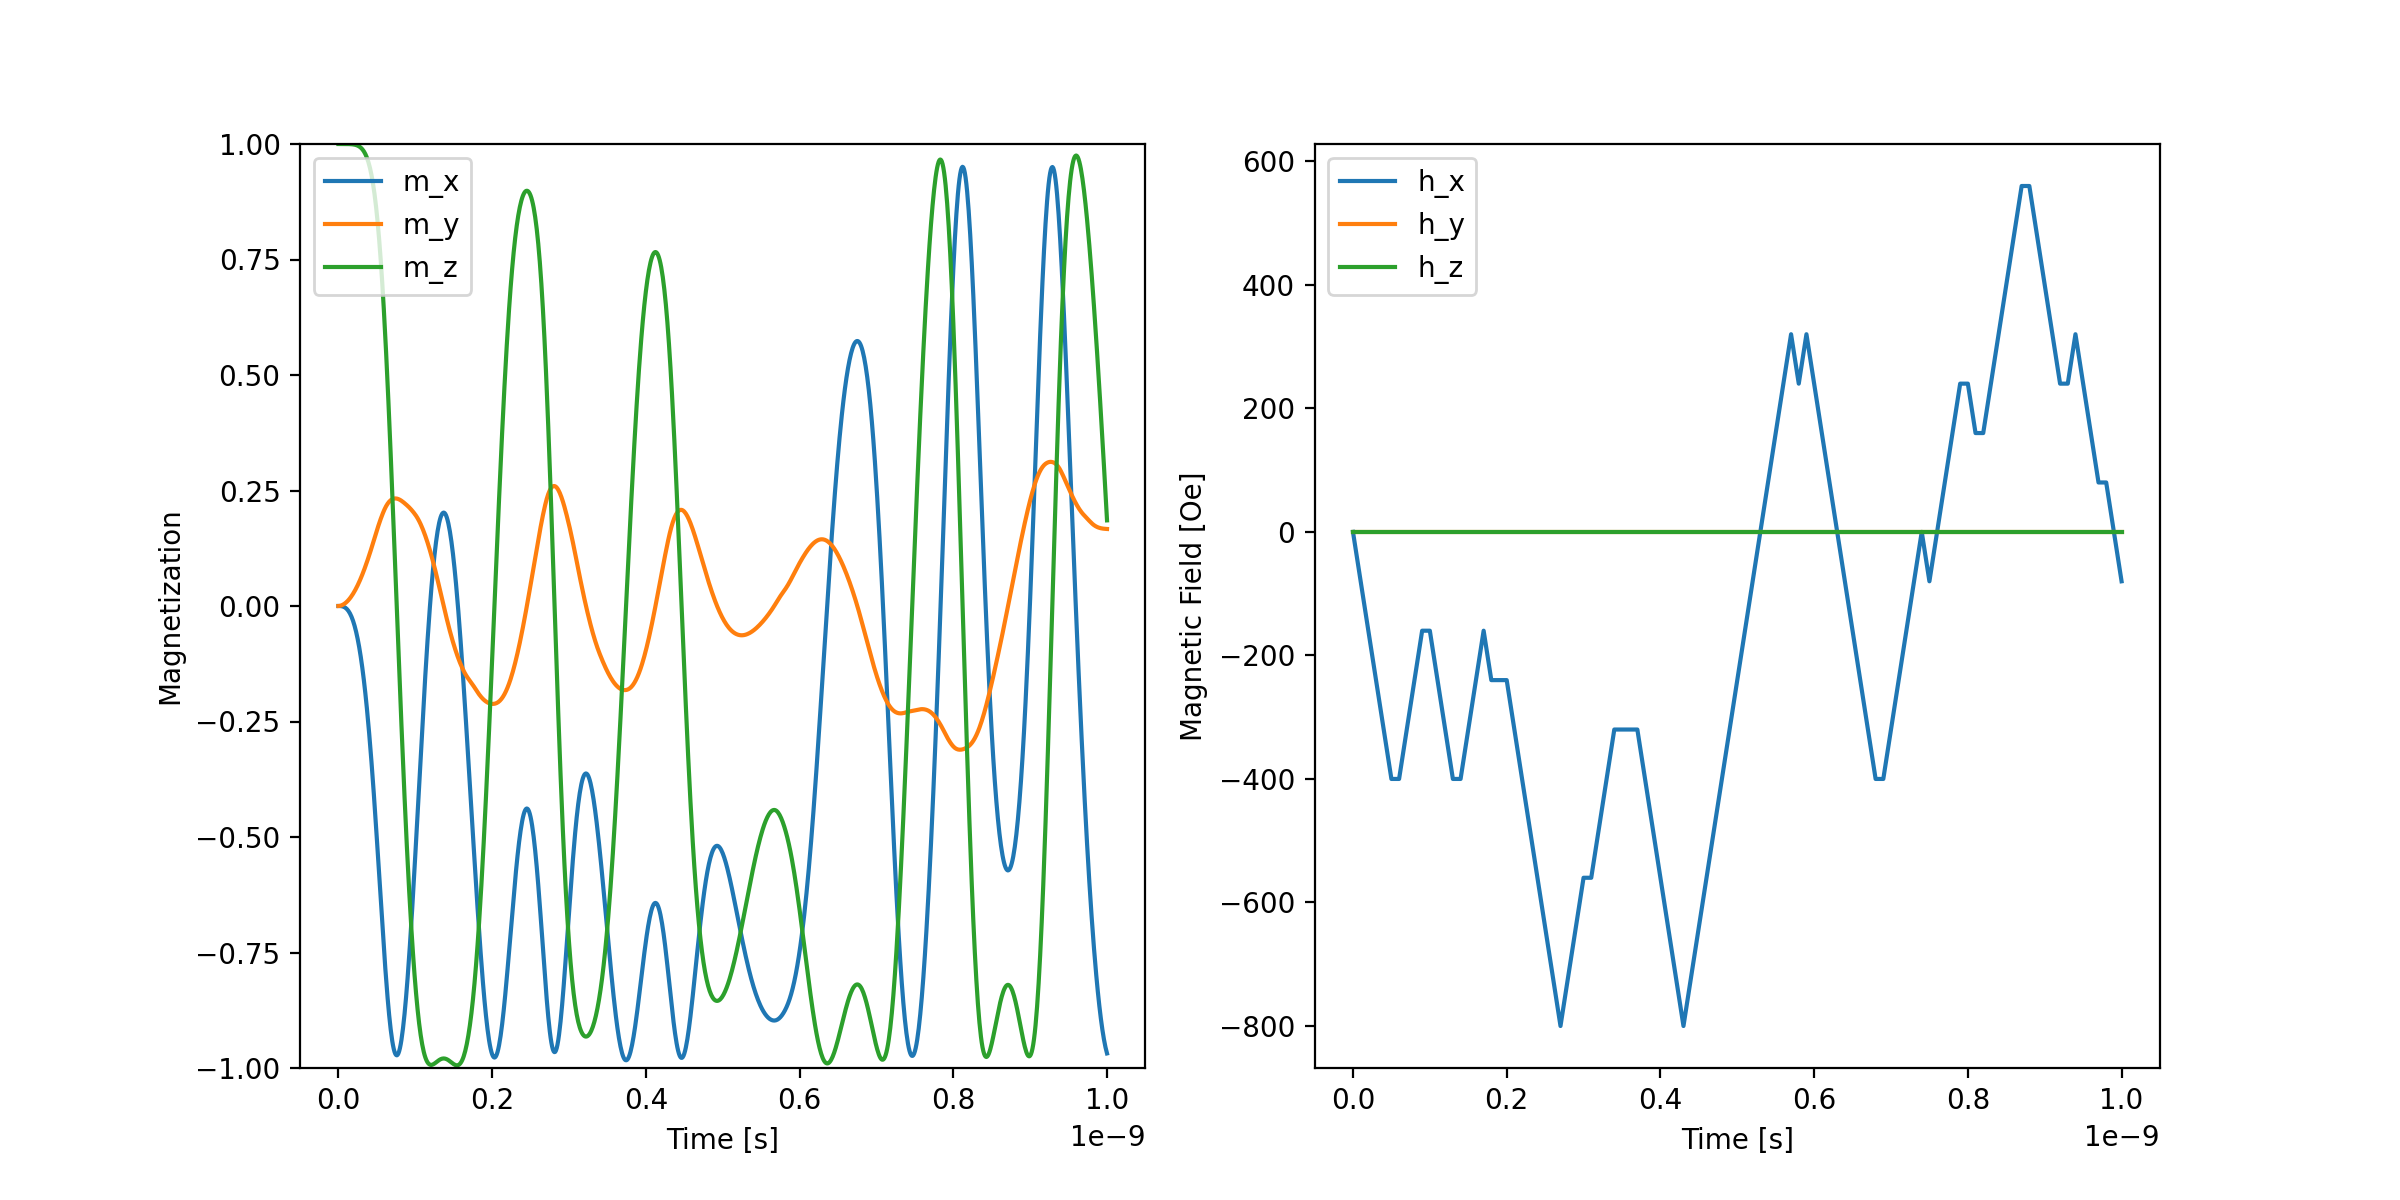 m_x
m_y
m_z
1.00
0.75
0.50
0.25
0.00
−0.25
−0.50
−0.75
−1.00
Magnetization
0.0 0.2 0.4 0.6 0.8 1.0
Time [s]
1e−9
h_x
h_y
h_z
600
400
200
0
−200
−400
−600
−800
Magnetic Field [Oe]
0.0 0.2 0.4 0.6 0.8 1.0
Time [s]
1e−9